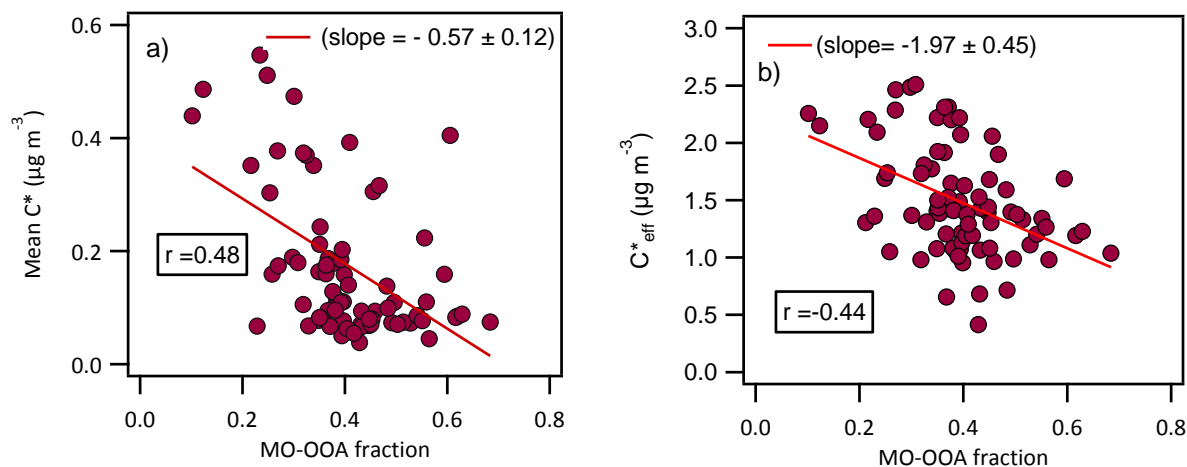 a)
(slope = - 0.57 ± 0.12)
0.6
0.4
0.2
0.0
Mean C* (µg m⁻³)
r =0.48
0.0 0.2 0.4 0.6 0.8
MO-OOA fraction
(slope= -1.97 ± 0.45)
b)
3.0
2.5
2.0
1.5
1.0
0.5
0.0
C*eff (µg m⁻³)
r =-0.44
0.0 0.2 0.4 0.6 0.8
MO-OOA fraction